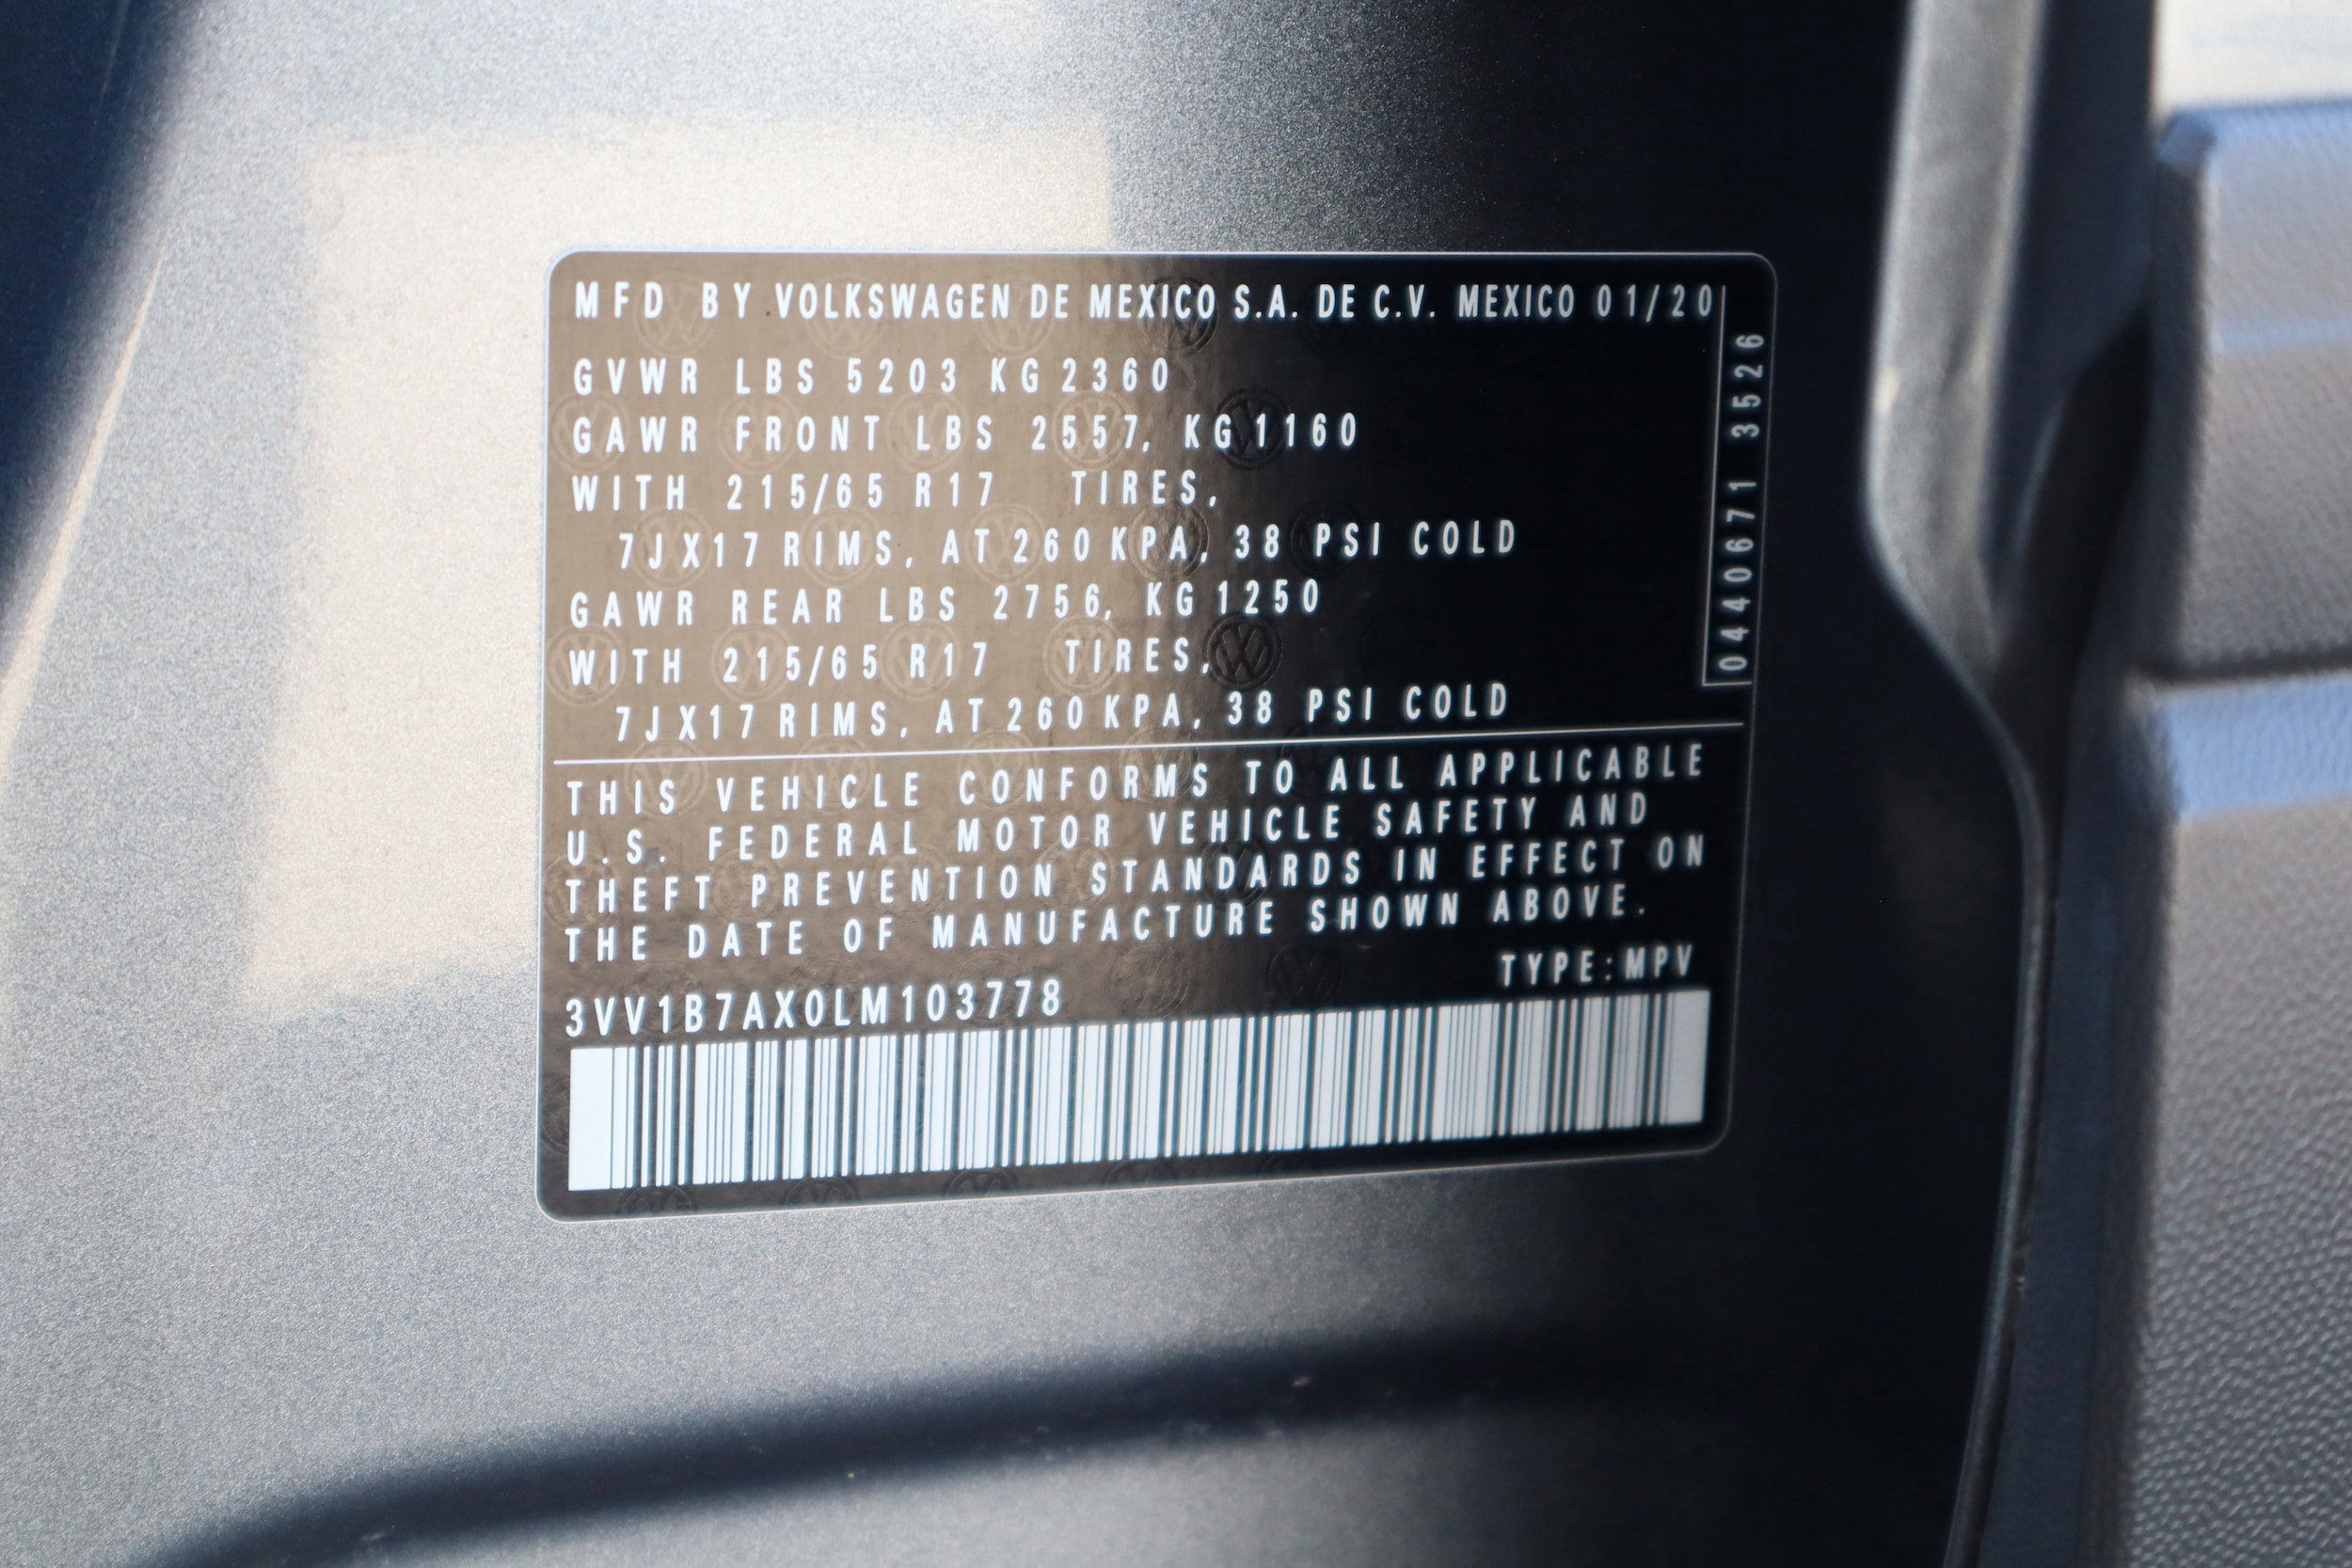 MFD BY VOLKSWAGEN DE MEXICO S.A. DE C.V. MEXICO 01/20
GVWR LBS 5203 KG 2360
GAWR FRONT LBS 2557, KG 1160
WITH 215/65 R17 TIRES,
7JX17 RIMS, AT 260 KPA, 38 PSI COLD
GAWR REAR LBS 2756, KG 1250
WITH 215/65 R17 TIRES,
7JX17 RIMS, AT 260 KPA, 38 PSI COLD
0440671 3526
THIS VEHICLE CONFORMS TO ALL APPLICABLE
U.S. FEDERAL MOTOR VEHICLE SAFETY AND
THEFT PREVENTION STANDARDS IN EFFECT ON
THE DATE OF MANUFACTURE SHOWN ABOVE.
TYPE:MPV
3VV1B7AX0LM103778